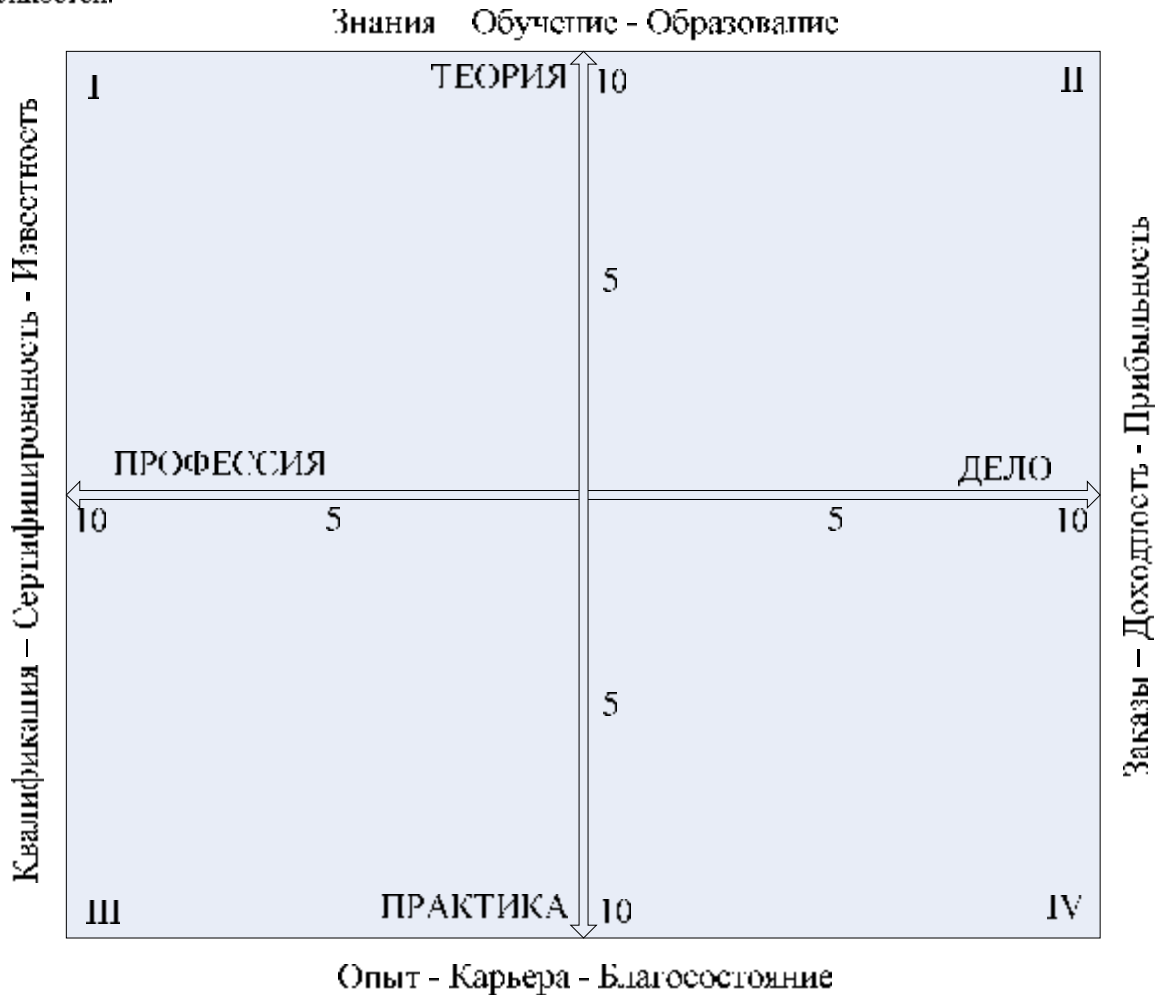 Знания Обучение - Образование
I
ТЕОРИЯ
10
II
Квалификация – Сертифицированость - Известность
5
Заказы – Доходность - Прибыльность
ПРОФЕССИЯ
ДЕЛО
10
5
5
10
5
III
ПРАКТИКА
10
IV
Опыт - Карьера - Благосостояние